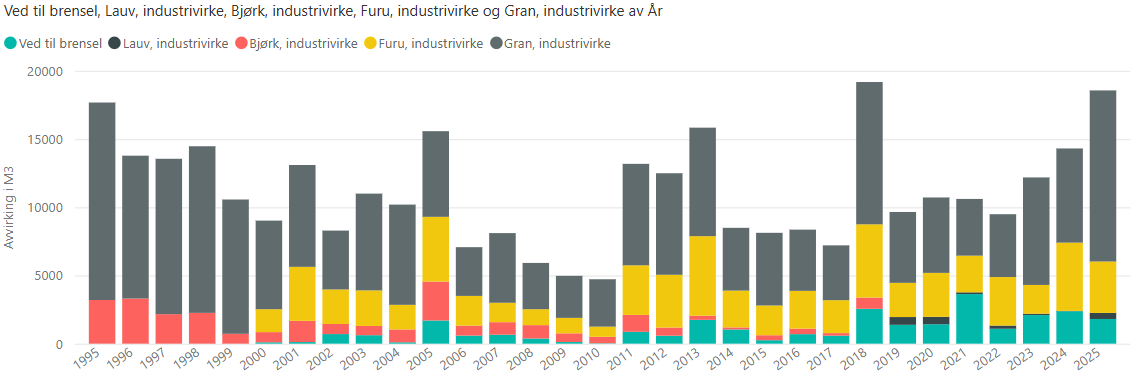 Ved til brensel, Lauv, industrivirke, Bjørk, industrivirke, Furu, industrivirke og Gran, industrivirke av År
Ved til brensel Lauv, industrivirke Bjørk, industrivirke Furu, industrivirke Gran, industrivirke
20000
15000
10000
5000
0
Avvirking i M3
1995 1996 1997 1998 1999 2000 2001 2002 2003 2004 2005 2006 2007 2008 2009 2010 2011 2012 2013 2014 2015 2016 2017 2018 2019 2020 2021 2022 2023 2024 2025